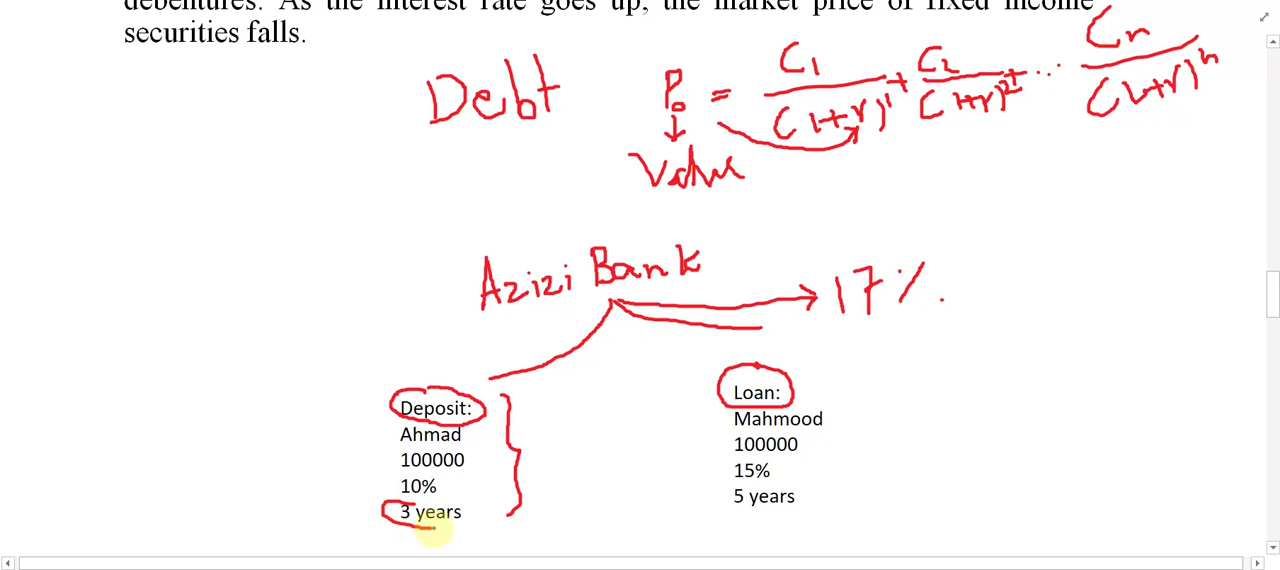 debentures. As the interest rate goes up, the market price of fixed income
securities falls.
Debt P₀ = C₁/(1+r)¹ + C₂/(1+r)² + ... Cn/(1+r)ⁿ
Value
Azizi Bank → 17%.
Deposit:
Ahmad
100000
10%
3 years
Loan:
Mahmood
100000
15%
5 years